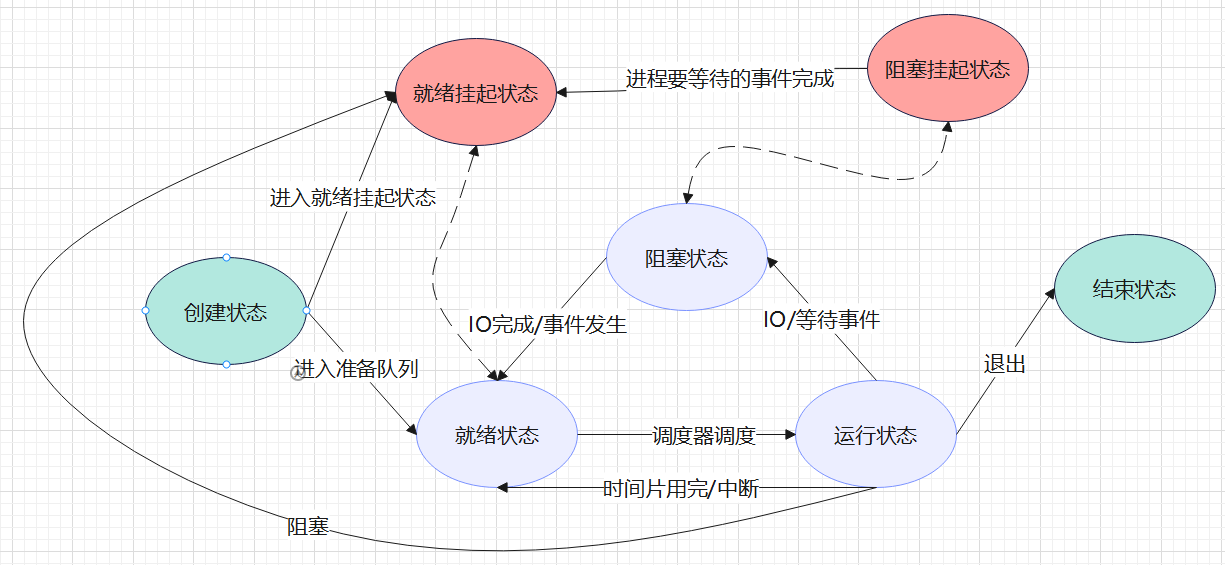 阻塞挂起状态
进程要等待的事件完成
就绪挂起状态
进入就绪挂起状态
阻塞状态
结束状态
创建状态
IO完成/事件发生
IO/等待事件
退出
进入准备队列
就绪状态
调度器调度
运行状态
时间片用完/中断
阻塞